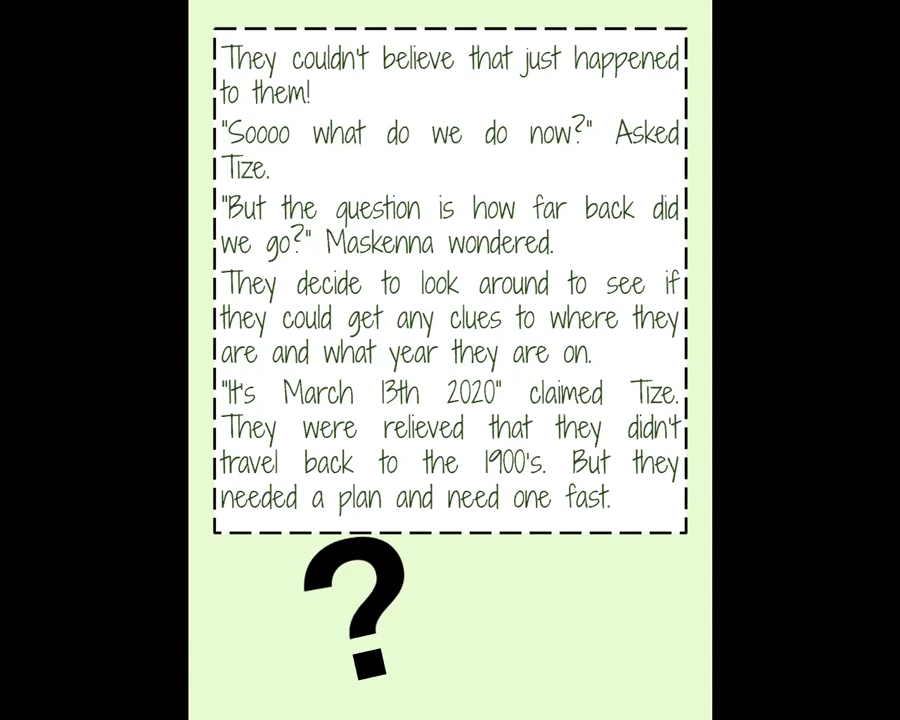 They couldn't believe that just happened
to them!
"Soooo what do we do now?" Asked
Tize.
"But the question is how far back did
we go?" Maskenna wondered.
They decide to look around to see if
they could get any clues to where they
are and what year they are on.
"It's March 13th 2020" claimed Tize.
They were relieved that they didn't
travel back to the 1900's. But they
needed a plan and need one fast.
?